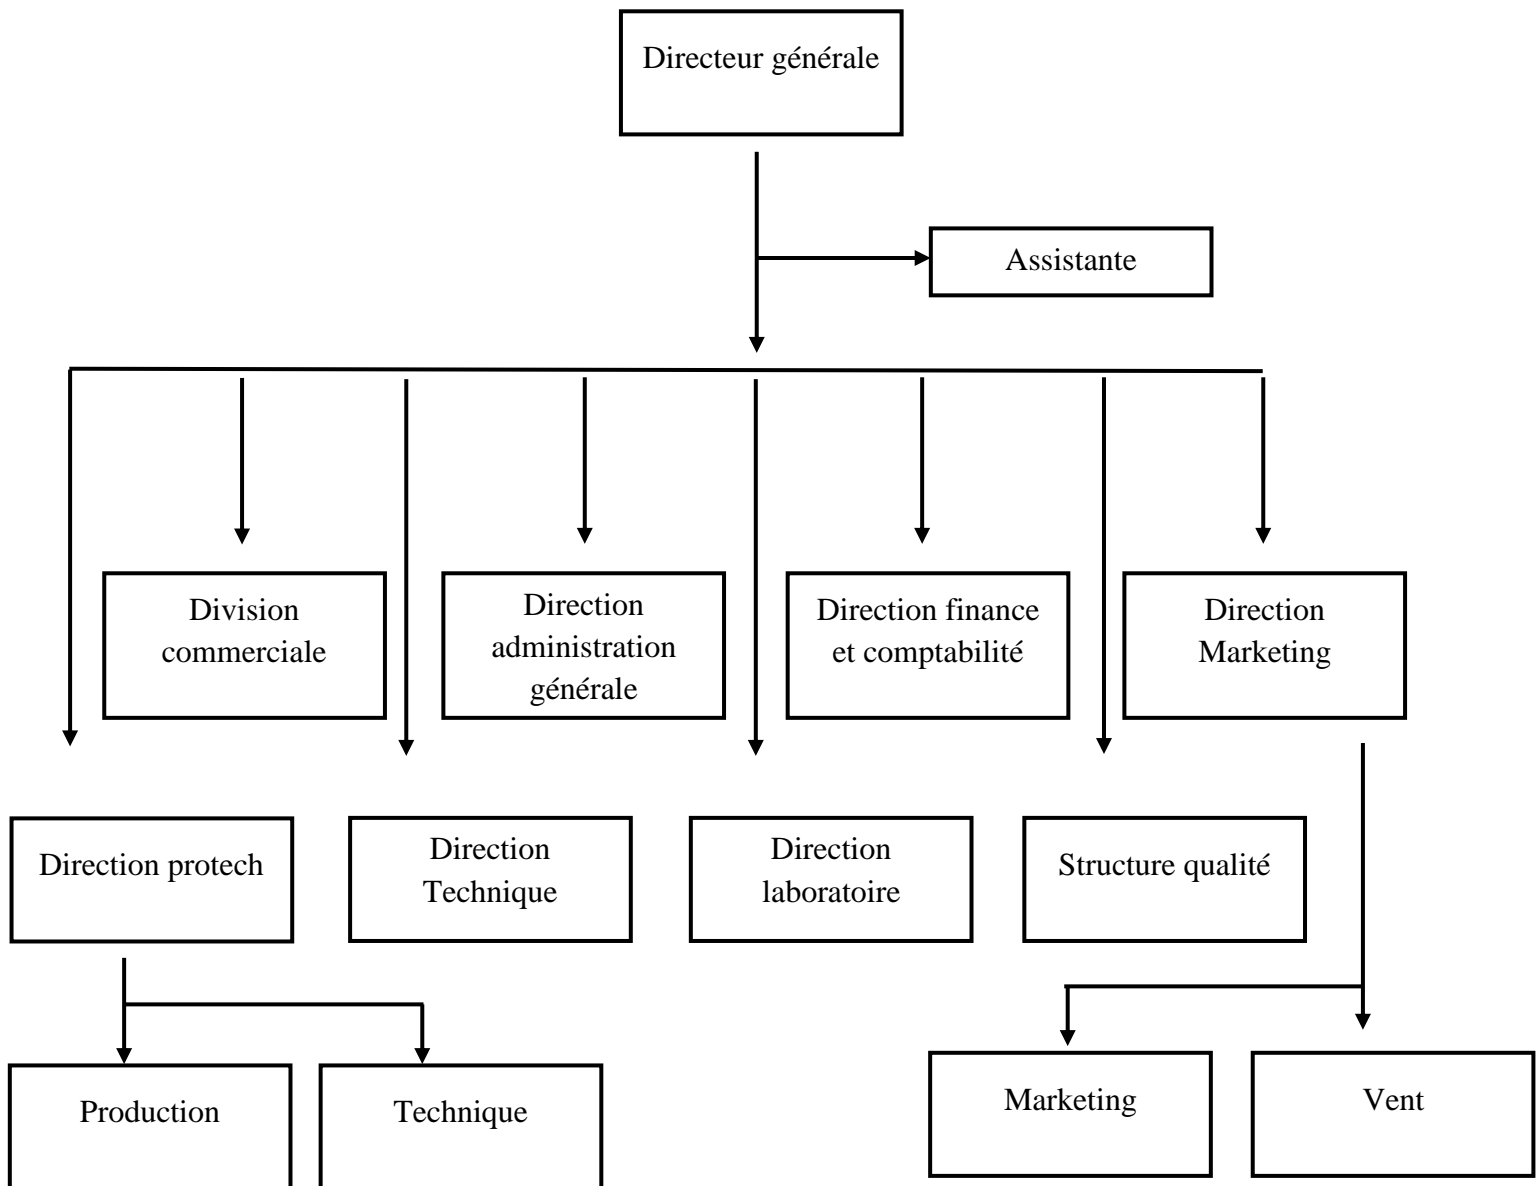 Directeur générale
Assistante
Division
commerciale
Direction
administration
générale
Direction finance
et comptabilité
Direction
Marketing
Direction protech
Direction
Technique
Direction
laboratoire
Structure qualité
Production
Technique
Marketing
Vent